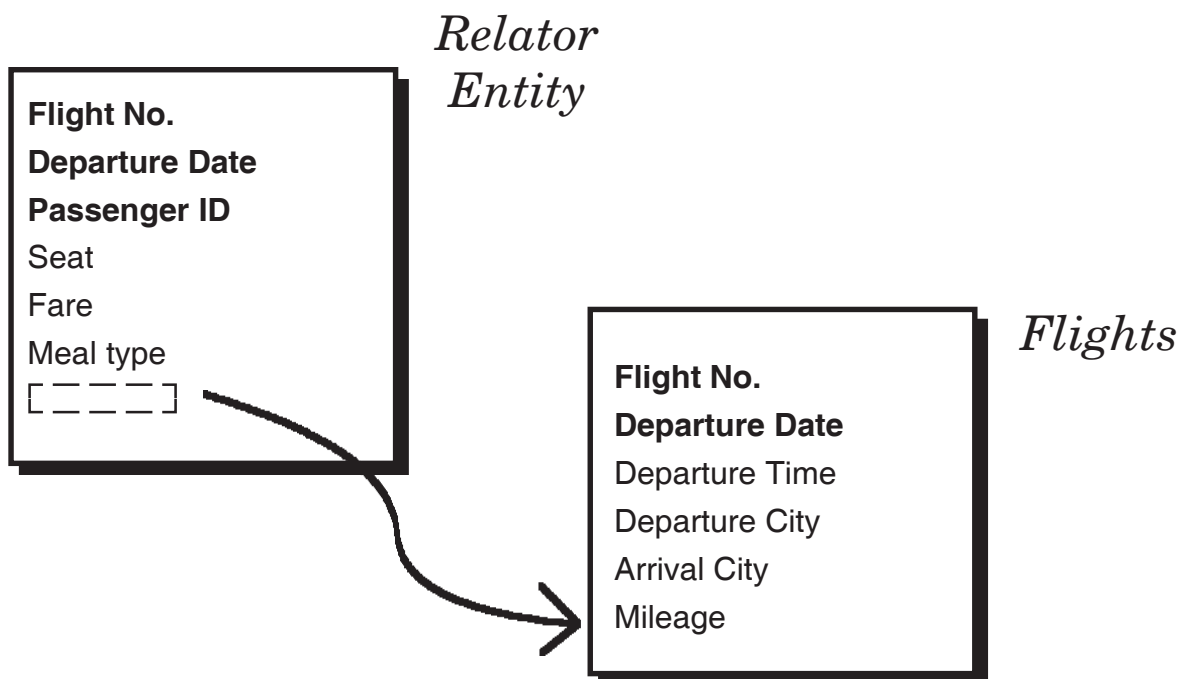 Relator
Entity
Flight No.
Departure Date
Passenger ID
Seat
Fare
Meal type
Flights
Flight No.
Departure Date
Departure Time
Departure City
Arrival City
Mileage